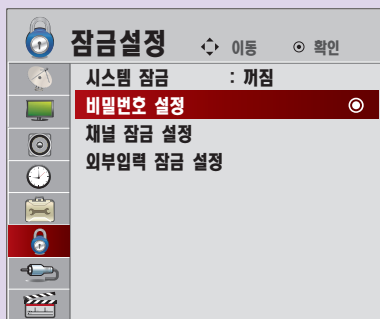 잠금설정 이동 확인
시스템 잠금 : 꺼짐
비밀번호 설정
채널 잠금 설정
외부입력 잠금 설정